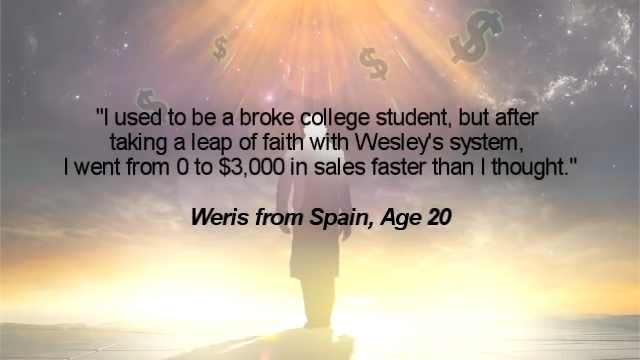 "I used to be a broke college student, but after
taking a leap of faith with Wesley's system,
I went from 0 to $3,000 in sales faster than I thought."
Weris from Spain, Age 20